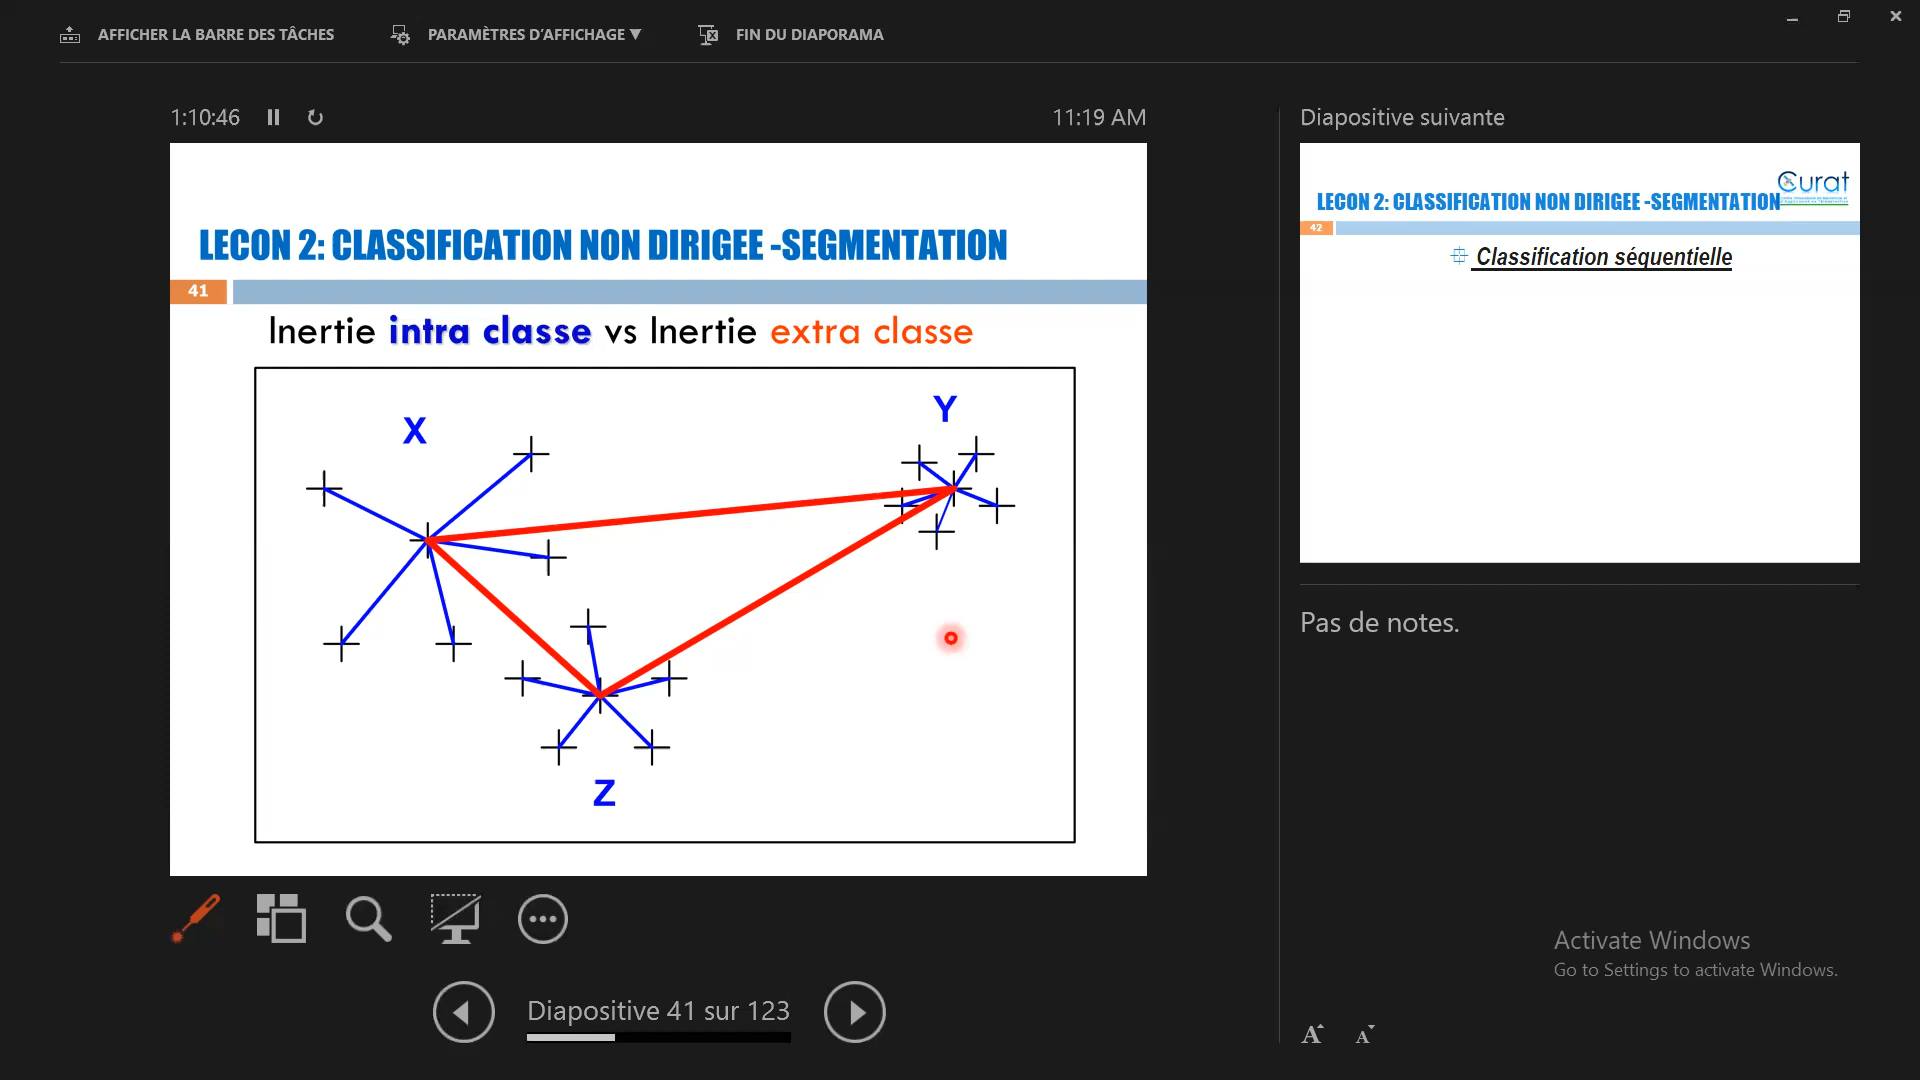 AFFICHER LA BARRE DES TÂCHES
PARAMÈTRES D'AFFICHAGE ▼
FIN DU DIAPORAMA
1:10:46
11:19 AM
LECON 2: CLASSIFICATION NON DIRIGEE -SEGMENTATION
41
Inertie intra classe vs Inertie extra classe
X
Y
Z
Diapositive 41 sur 123
Diapositive suivante
Curat
LECON 2: CLASSIFICATION NON DIRIGEE -SEGMENTATION
42
Classification séquentielle
Pas de notes.
Activate Windows
Go to Settings to activate Windows.
A A